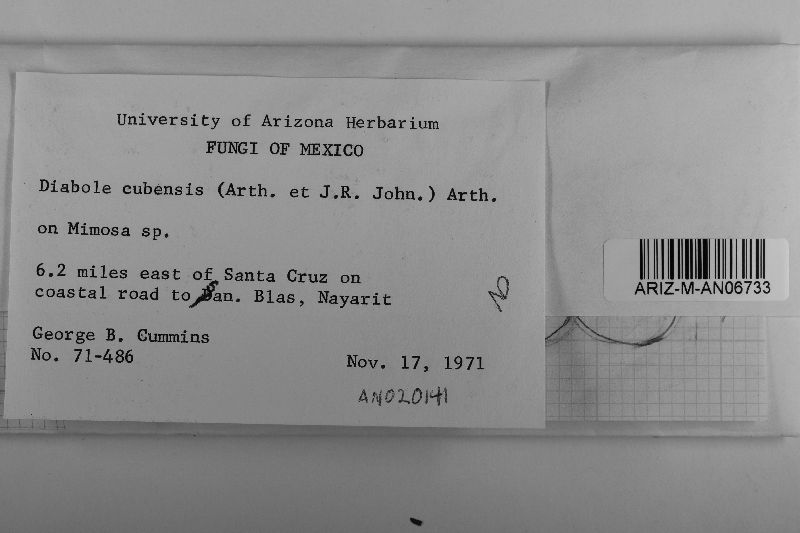 University of Arizona Herbarium
FUNGI OF MEXICO
Diabole cubensis (Arth. et J.R. John.) Arth.
on Mimosa sp.
6.2 miles east of Santa Cruz on
coastal road to San. Blas, Nayarit
George B. Cummins
No. 71-486
Nov. 17, 1971
AN020141
ARIZ-M-AN06733